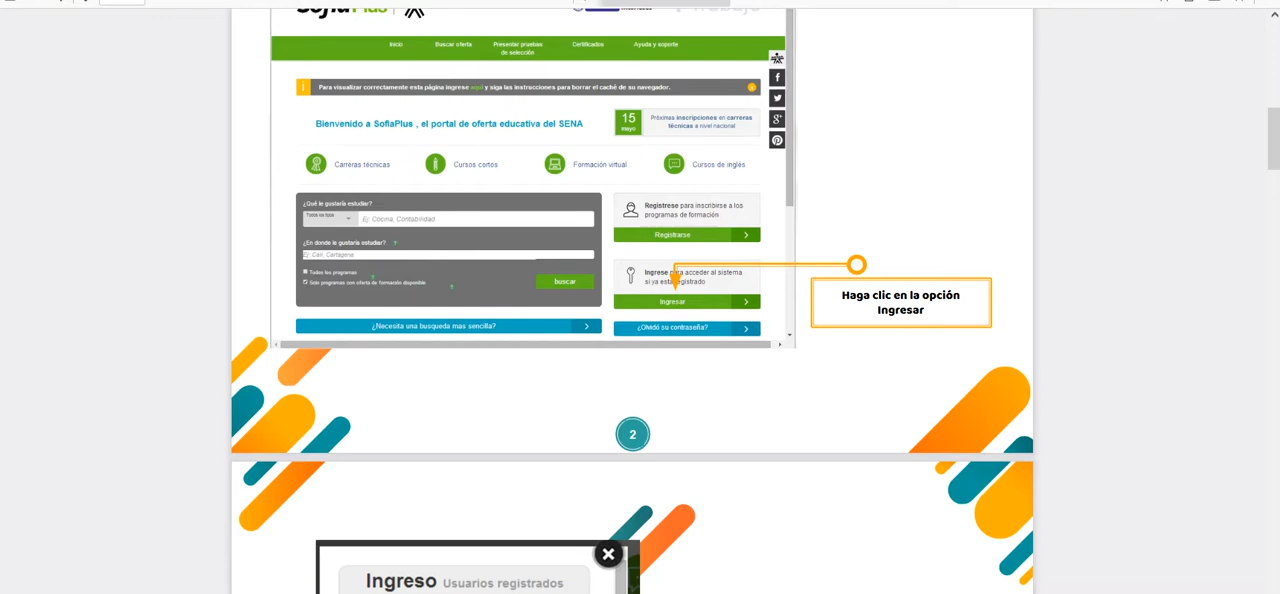 SofiaPlus
Inicio
Buscar oferta
Presentar pruebas
de selección
Certificados
Ayuda y soporte
Para visualizar correctamente esta página ingrese aquí y siga las instrucciones para borrar el caché de su navegador.
Bienvenido a SofiaPlus , el portal de oferta educativa del SENA
15
mayo
Próximas inscripciones en carreras
técnicas a nivel nacional
Carreras técnicas
Cursos cortos
Formación virtual
Cursos de inglés
¿Qué le gustaría estudiar?
Ej: Cocina, Contabilidad
¿En donde le gustaría estudiar?
Ej: Cali, Cartagena
Todos los programas
Solo programas con oferta de formación disponible
buscar
¿Necesita una busqueda mas sencilla?
Regístrese para inscribirse a los
programas de formación
Registrarse
Ingrese para acceder al sistema
si ya está registrado
Ingresar
¿Olvidó su contraseña?
Haga clic en la opción
Ingresar
2
Ingreso Usuarios registrados